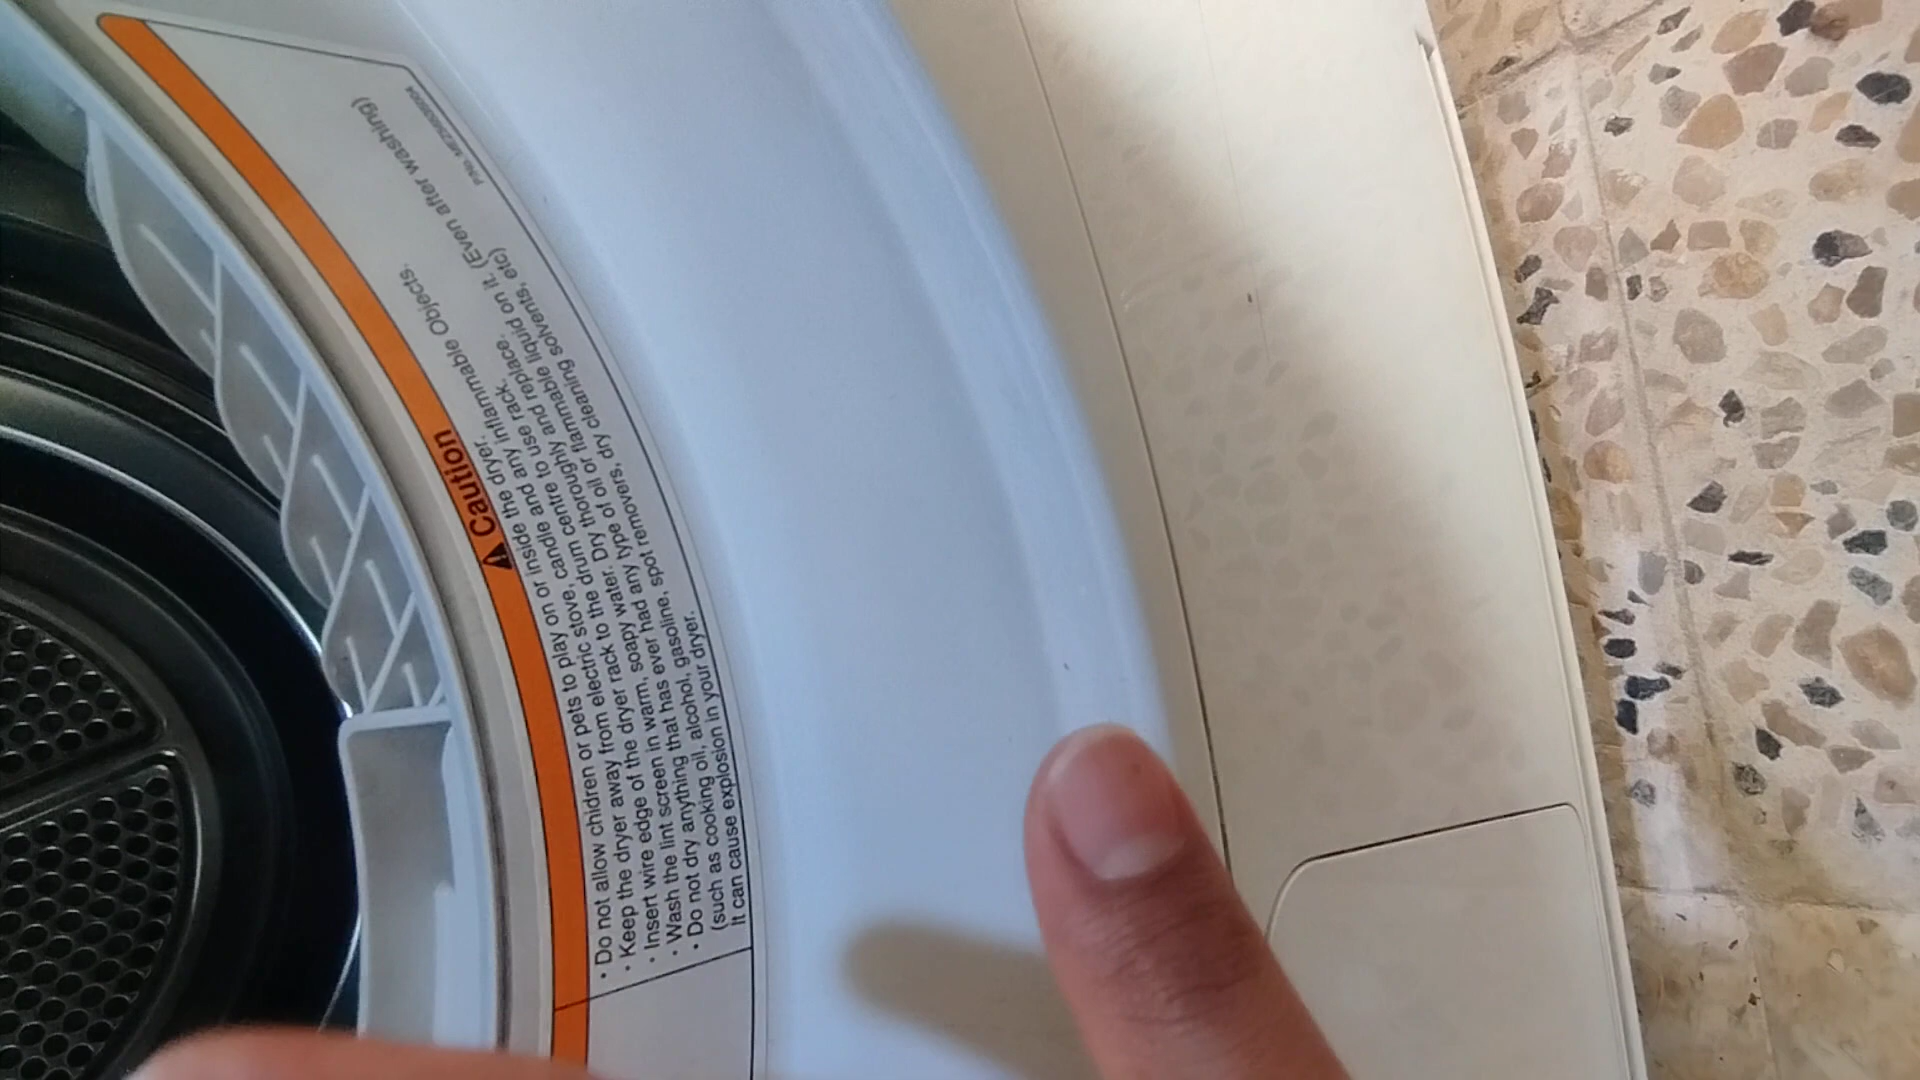 Caution
· Do not allow children or pets to play on or inside the dryer.
· Keep the dryer away from electric stove, candle and any inflammable Objects.
· Insert wire edge of the dryer rack to the drum centre to use rack.
· Wash the lint screen in warm, soapy water. Dry thoroughly and replace.
· Do not dry anything that has ever had any type of oil or flammable liquid on it. (Even after washing)
(such as cooking oil, alcohol, gasoline, spot removers, dry cleaning solvents, etc)
It can cause explosion in your dryer.
P/No.